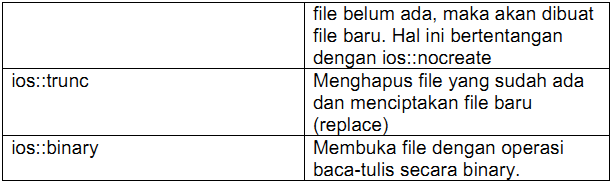 file belum ada, maka akan dibuat
file baru. Hal ini bertentangan
dengan ios::nocreate
ios::trunc
Menghapus file yang sudah ada
dan menciptakan file baru
(replace)
ios::binary
Membuka file dengan operasi
baca-tulis secara binary.